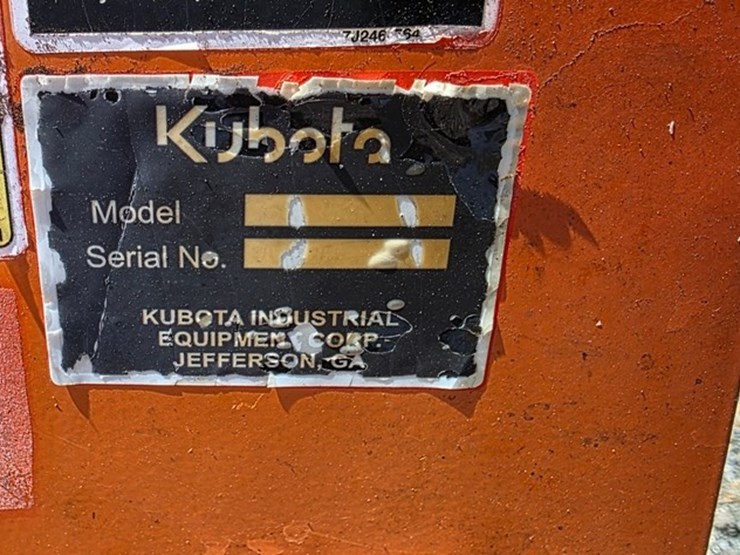 Kubota
Model
Serial No.
KUBOTA INDUSTRIAL
EQUIPMENT CORP.
JEFFERSON, GA